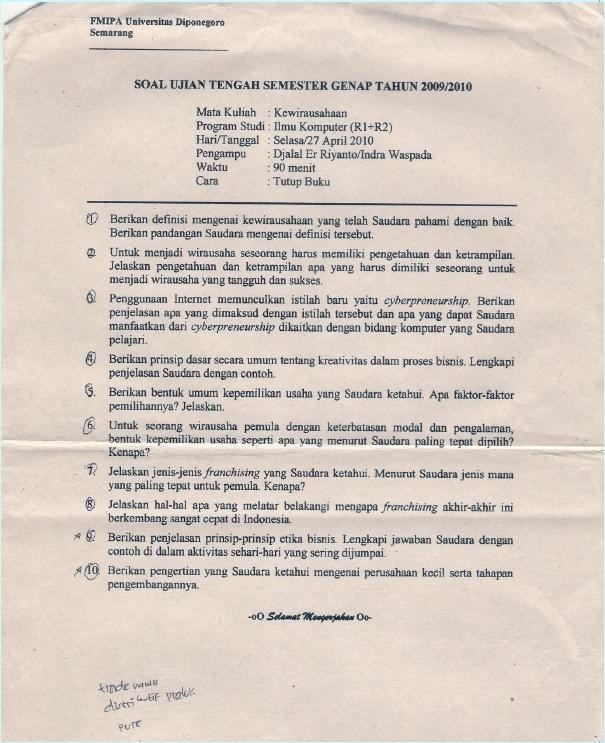 FMIPA Universitas Diponegoro
Semarang
SOAL UJIAN TENGAH SEMESTER GENAP TAHUN 2009/2010
Mata Kuliah : Kewirausahaan
Program Studi : Ilmu Komputer (R1+R2)
Hari/Tanggal : Selasa/27 April 2010
Pengampu : Djalal Er Riyanto/Indra Waspada
Waktu : 90 menit
Cara : Tutup Buku
1. Berikan definisi mengenai kewirausahaan yang telah Saudara pahami dengan baik.
Berikan pandangan Saudara mengenai definisi tersebut.
2. Untuk menjadi wirausaha seseorang harus memiliki pengetahuan dan ketrampilan.
Jelaskan pengetahuan dan ketrampilan apa yang harus dimiliki seseorang untuk
menjadi wirausaha yang tangguh dan sukses.
3. Penggunaan Internet memunculkan istilah baru yaitu cyberpreneurship. Berikan
penjelasan apa yang dimaksud dengan istilah tersebut dan apa yang dapat Saudara
manfaatkan dari cyberpreneurship dikaitkan dengan bidang komputer yang Saudara
pelajari.
4. Berikan prinsip dasar secara umum tentang kreativitas dalam proses bisnis. Lengkapi
penjelasan Saudara dengan contoh.
5. Berikan bentuk umum kepemilikan usaha yang Saudara ketahui. Apa faktor-faktor
pemilihannya? Jelaskan.
6. Untuk seorang wirausaha pemula dengan keterbatasan modal dan pengalaman,
bentuk kepemilikan usaha seperti apa yang menurut Saudara paling tepat dipilih?
Kenapa?
7. Jelaskan jenis-jenis franchising yang Saudara ketahui. Menurut Saudara jenis mana
yang paling tepat untuk pemula. Kenapa?
8. Jelaskan hal-hal apa yang melatar belakangi mengapa franchising akhir-akhir ini
berkembang sangat cepat di Indonesia.
9. Berikan penjelasan prinsip-prinsip etika bisnis. Lengkapi jawaban Saudara dengan
contoh di dalam aktivitas sehari-hari yang sering dijumpai.
10. Berikan pengertian yang Saudara ketahui mengenai perusahaan kecil serta tahapan
pengembangannya.
-oO Selamat Mengerjakan Oo-
trade name
distributif produk
pure